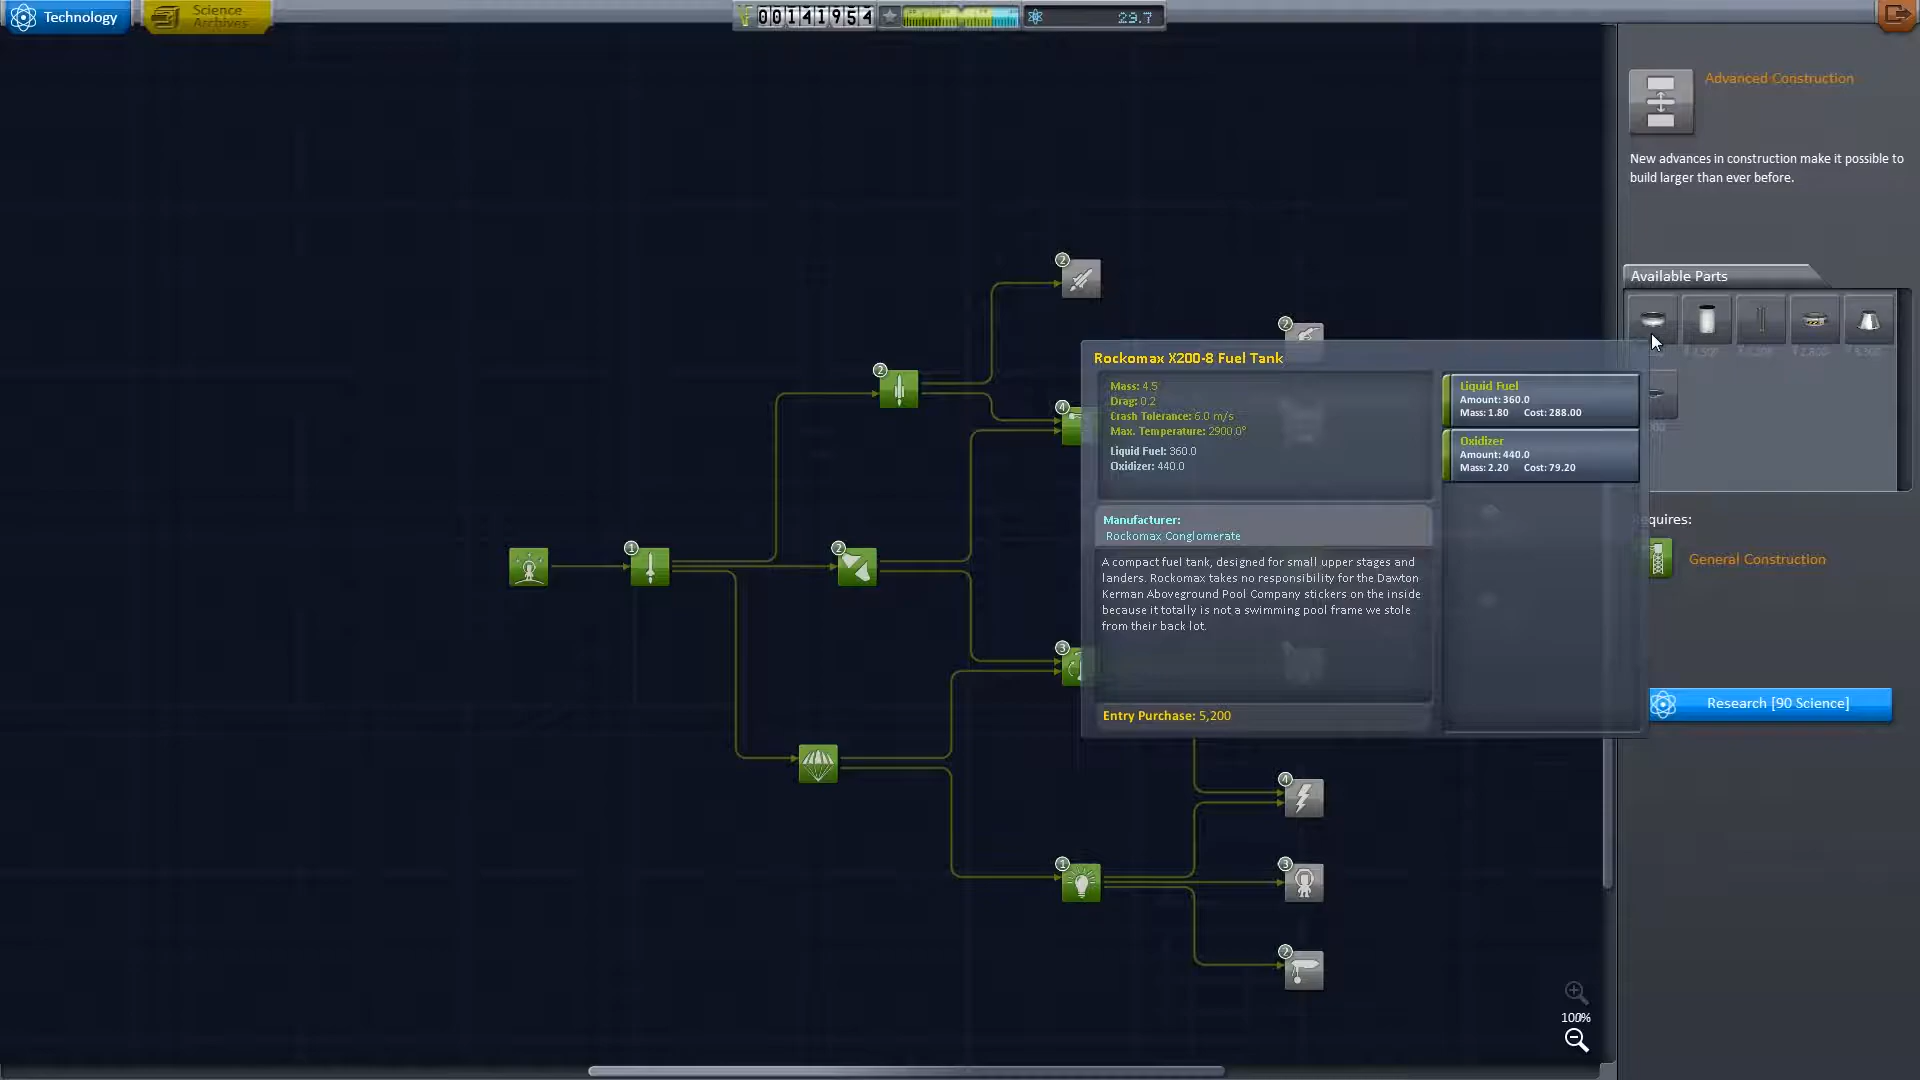 Technology
Science
Archives
00141954
29.7
Advanced Construction
New advances in construction make it possible to
build larger than ever before.
Available Parts
2
2
2
4
Rockomax X200-8 Fuel Tank
Mass: 4.5
Drag: 0.2
Crash Tolerance: 6.0 m/s
Max. Temperature: 2900.0°
Liquid Fuel: 360.0
Oxidizer: 440.0
Liquid Fuel
Amount: 360.0
Mass: 1.80 Cost: 288.00
Oxidizer
Amount: 440.0
Mass: 2.20 Cost: 79.20
Manufacturer:
Rockomax Conglomerate
A compact fuel tank, designed for small upper stages and
landers. Rockomax takes no responsibility for the Dawton
Kerman Aboveground Pool Company stickers on the inside
because it totally is not a swimming pool frame we stole
from their back lot.
Entry Purchase: 5,200
equires:
General Construction
Research [90 Science]
1
2
3
4
1
3
2
100%